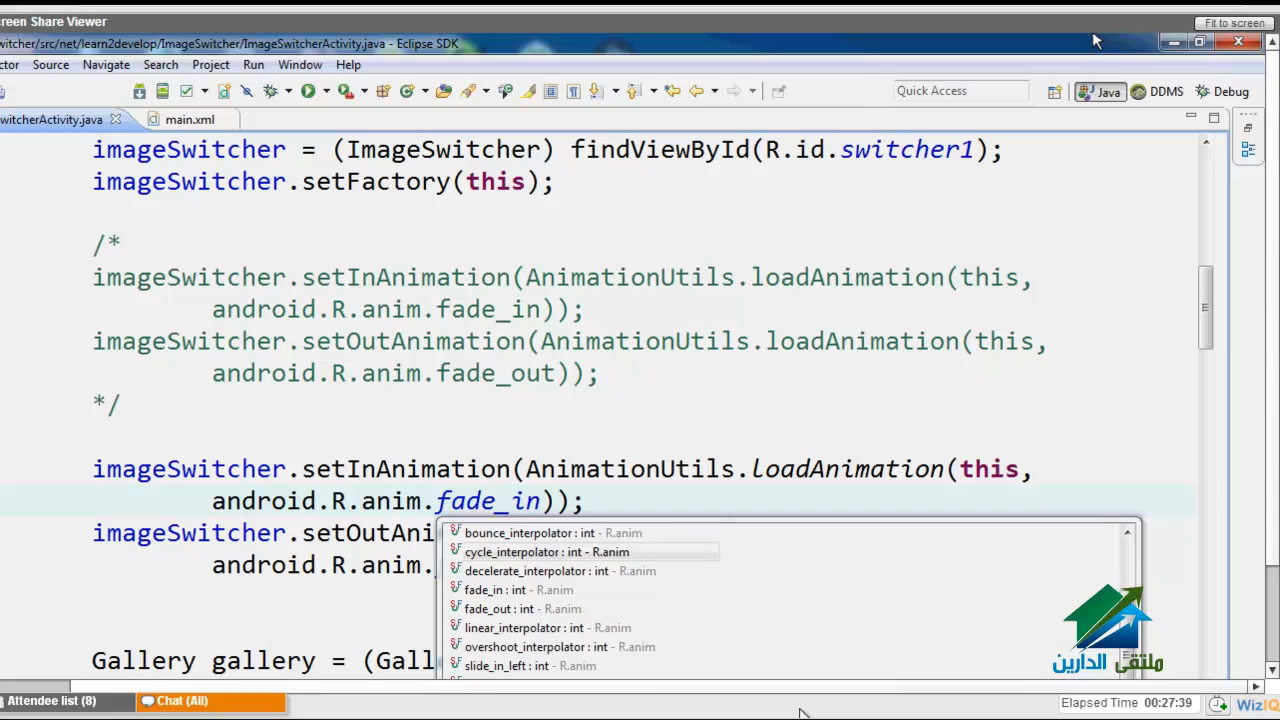 creen Share Viewer
Fit to screen
witcher/src/net/learn2develop/ImageSwitcher/ImageSwitcherActivity.java - Eclipse SDK
ctor Source Navigate Search Project Run Window Help
Quick Access
Java
DDMS
Debug
witcherActivity.java
main.xml
imageSwitcher = (ImageSwitcher) findViewById(R.id.switcher1);
imageSwitcher.setFactory(this);
/*
imageSwitcher.setInAnimation(AnimationUtils.loadAnimation(this,
android.R.anim.fade_in));
imageSwitcher.setOutAnimation(AnimationUtils.loadAnimation(this,
android.R.anim.fade_out));
*/
imageSwitcher.setInAnimation(AnimationUtils.loadAnimation(this,
android.R.anim.fade_in));
imageSwitcher.setOutAni
android.R.anim.
bounce_interpolator : int - R.anim
cycle_interpolator : int - R.anim
decelerate_interpolator : int - R.anim
fade_in : int - R.anim
fade_out : int - R.anim
linear_interpolator : int - R.anim
overshoot_interpolator : int - R.anim
slide_in_left : int - R.anim
Gallery gallery = (Gall
ملتقى الدارين
Attendee list (8)
Chat (All)
Elapsed Time 00:27:39
WizIQ